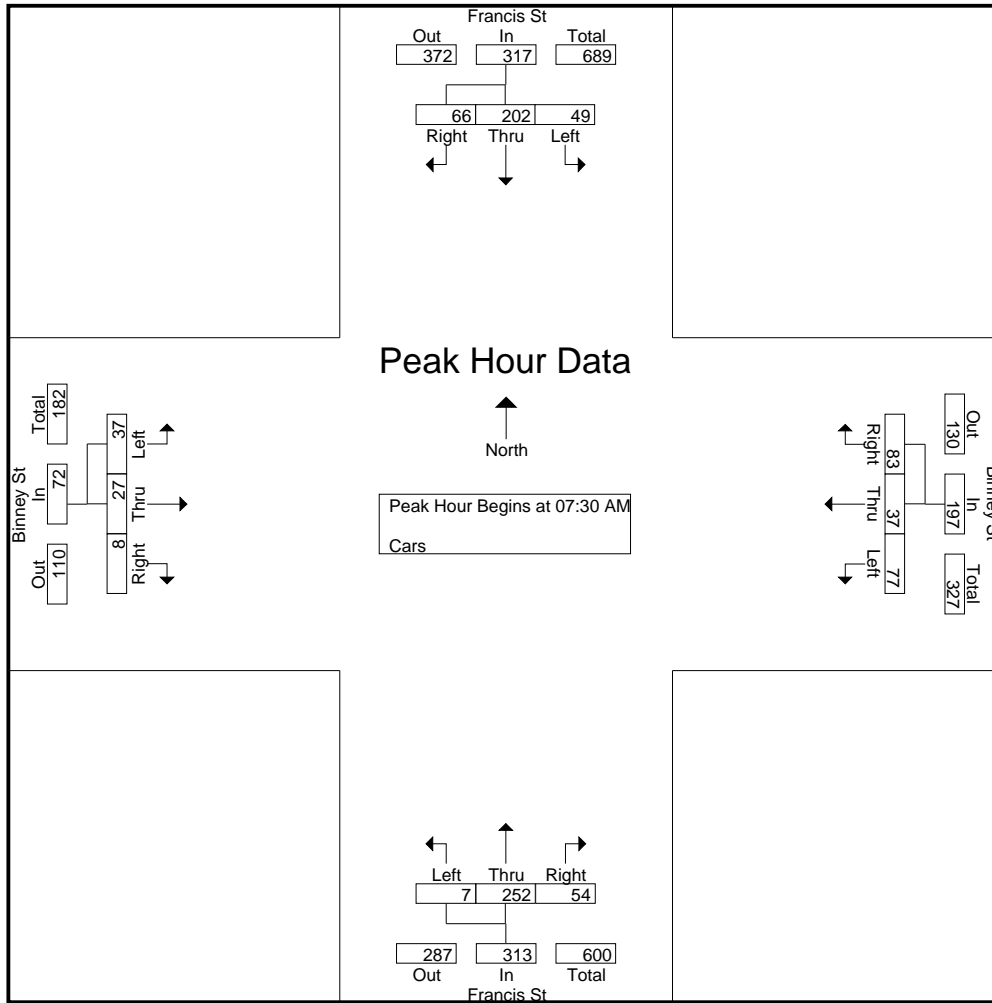 Francis St
Out In Total
372 317 689
66 202 49
Right Thru Left
Peak Hour Data
North
Peak Hour Begins at 07:30 AM
Cars
Binney St
Total In Out
182 72 110
37 27 8
Left Thru Right
Binney St
Out In Total
130 197 327
83 37 77
Right Thru Left
Left Thru Right
7 252 54
287 313 600
Out In Total
Francis St